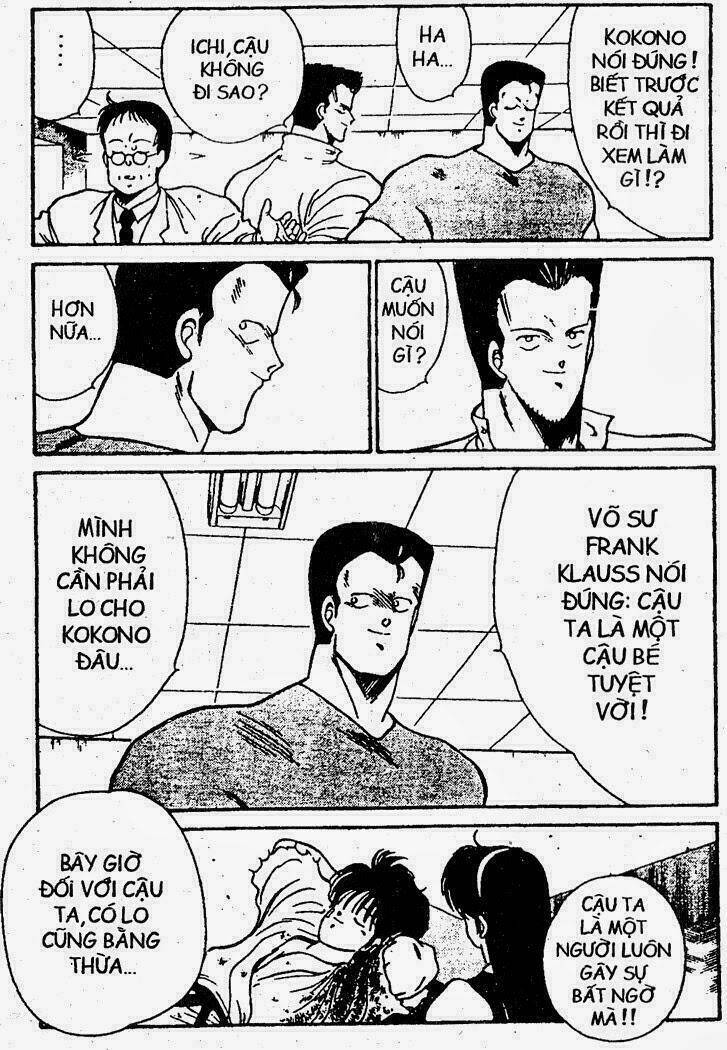 ...
ICHI, CẬU
KHÔNG
ĐI SAO?
HA
HA...
KOKONO
NÓI ĐÚNG!
BIẾT TRƯỚC
KẾT QUẢ
RỒI THÌ ĐI
XEM LÀM
GÌ!?
HƠN
NỮA...
CẬU
MUỐN
NÓI
GÌ?
MÌNH
KHÔNG
CẦN PHẢI
LO CHO
KOKONO
ĐÂU...
VÕ SƯ
FRANK
KLAUSS NÓI
ĐÚNG: CẬU
TA LÀ MỘT
CẬU BÉ
TUYỆT
VỜI!
BÂY GIỜ
ĐỐI VỚI CẬU
TA, CÓ LO
CŨNG BẰNG
THỪA...
CẬU TA
LÀ MỘT
NGƯỜI LUÔN
GÂY SỰ
BẤT NGỜ
MÀ!!